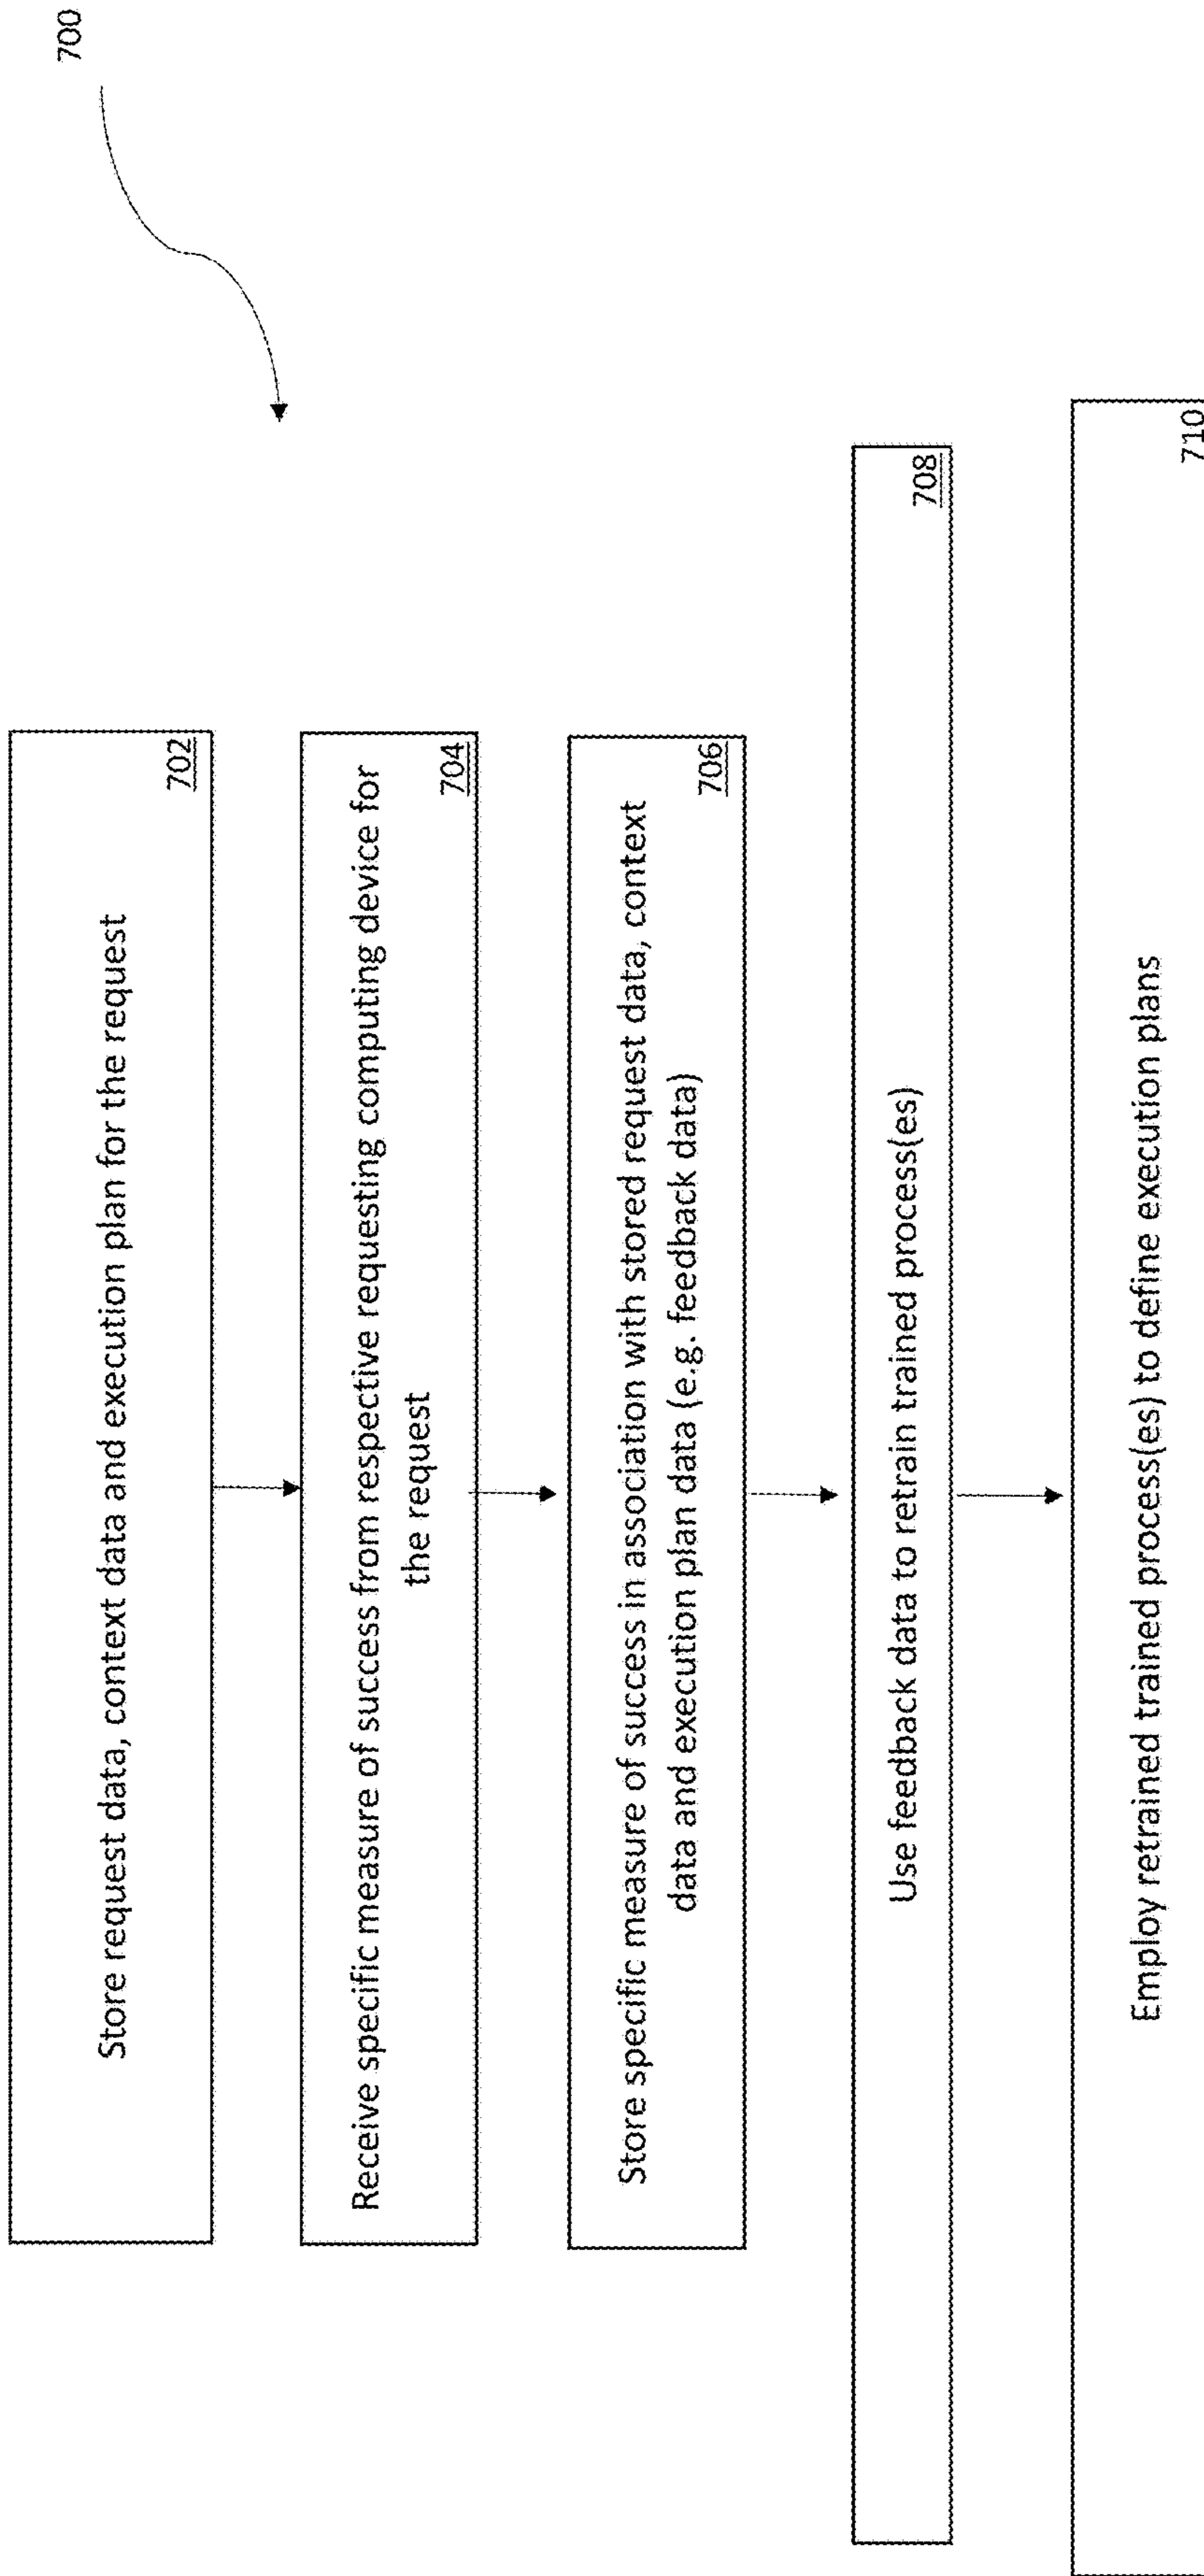 700
Store request data, context data and execution plan for the request
702
Receive specific measure of success from respective requesting computing device for
the request
704
Store specific measure of success in association with stored request data, context
data and execution plan data (e.g. feedback data)
706
Use feedback data to retrain trained process(es)
708
Employ retrained trained process(es) to define execution plans
710